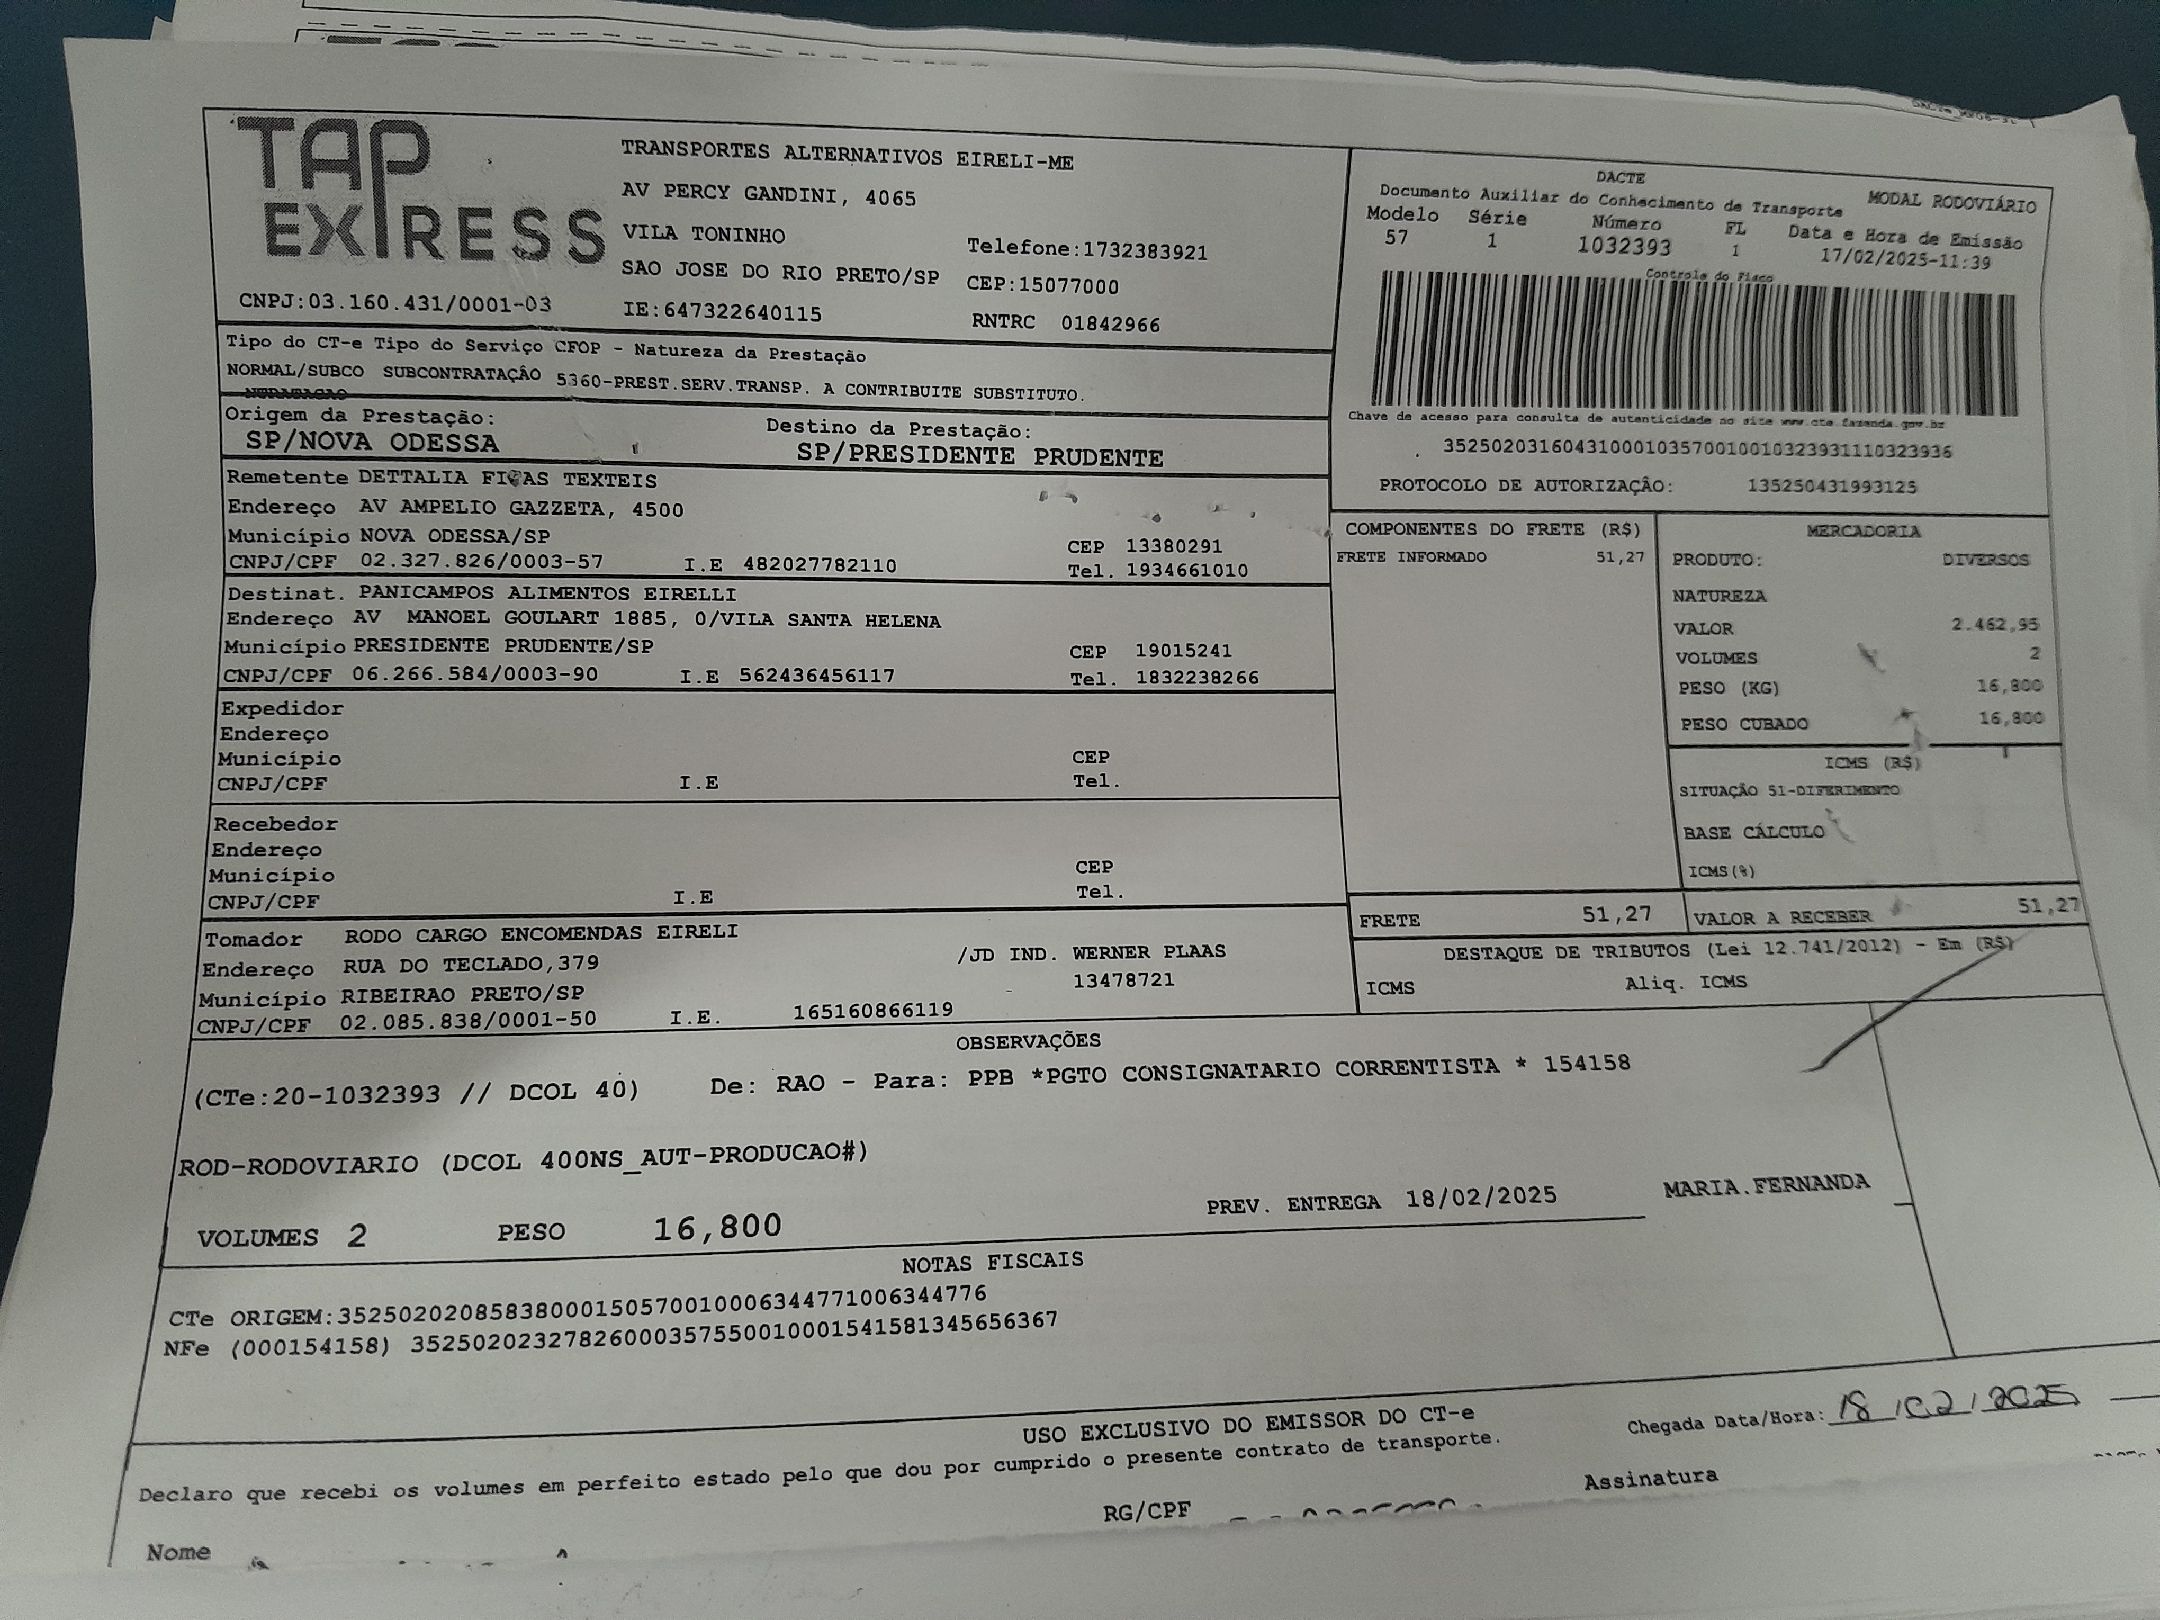 TAP EXPRESS
TRANSPORTES ALTERNATIVOS EIRELI-ME
AV PERCY GANDINI, 4065
VILA TONINHO
Telefone:1732383921
SAO JOSE DO RIO PRETO/SP CEP:15077000
CNPJ:03.160.431/0001-03 IE:647322640115 RNTRC 01842966
DACTE
Documento Auxiliar do Conhecimento de Transporte MODAL RODOVIÁRIO
Modelo Série Número FL Data e Hora de Emissão
57 1 1032393 1 17/02/2025-11:39
Controle do Fisco
Chave de acesso para consulta de autenticidade no site www.cte.fazenda.gov.br
35250203160431000103570010010323931110323936
PROTOCOLO DE AUTORIZAÇÃO: 135250431993125
Tipo do CT-e Tipo do Serviço CFOP - Natureza da Prestação
NORMAL/SUBCO SUBCONTRATAÇÃO 5360-PREST.SERV.TRANSP. A CONTRIBUITE SUBSTITUTO.
NTRATACAO
Origem da Prestação: Destino da Prestação:
SP/NOVA ODESSA SP/PRESIDENTE PRUDENTE
Remetente DETTALIA FITAS TEXTEIS
Endereço AV AMPELIO GAZZETA, 4500
Município NOVA ODESSA/SP CEP 13380291
CNPJ/CPF 02.327.826/0003-57 I.E 482027782110 Tel. 1934661010
Destinat. PANICAMPOS ALIMENTOS EIRELLI
Endereço AV MANOEL GOULART 1885, 0/VILA SANTA HELENA
Município PRESIDENTE PRUDENTE/SP CEP 19015241
CNPJ/CPF 06.266.584/0003-90 I.E 562436456117 Tel. 1832238266
Expedidor
Endereço
Município CEP
CNPJ/CPF I.E Tel.
Recebedor
Endereço
Município CEP
CNPJ/CPF I.E Tel.
Tomador RODO CARGO ENCOMENDAS EIRELI
Endereço RUA DO TECLADO,379 /JD IND. WERNER PLAAS
Município RIBEIRAO PRETO/SP 13478721
CNPJ/CPF 02.085.838/0001-50 I.E. 165160866119
COMPONENTES DO FRETE (R$)
FRETE INFORMADO 51,27
MERCADORIA
PRODUTO: DIVERSOS
NATUREZA
VALOR 2.462,95
VOLUMES 2
PESO (KG) 16,800
PESO CUBADO 16,800
ICMS (R$)
SITUAÇÃO 51-DIFERIMENTO
BASE CÁLCULO
ICMS(%)
FRETE 51,27 VALOR A RECEBER 51,27
DESTAQUE DE TRIBUTOS (Lei 12.741/2012) - Em (R$)
ICMS Aliq. ICMS
OBSERVAÇÕES
(CTe:20-1032393 // DCOL 40) De: RAO - Para: PPB *PGTO CONSIGNATARIO CORRENTISTA * 154158
ROD-RODOVIARIO (DCOL 400NS_AUT-PRODUCAO#)
VOLUMES 2 PESO 16,800 PREV. ENTREGA 18/02/2025 MARIA.FERNANDA
NOTAS FISCAIS
CTe ORIGEM:35250202085838000150570010006344771006344776
NFe (000154158) 35250202327826000357550010001541581345656367
USO EXCLUSIVO DO EMISSOR DO CT-e
Chegada Data/Hora: 18/02/2025
Declaro que recebi os volumes em perfeito estado pelo que dou por cumprido o presente contrato de transporte.
Nome RG/CPF Assinatura